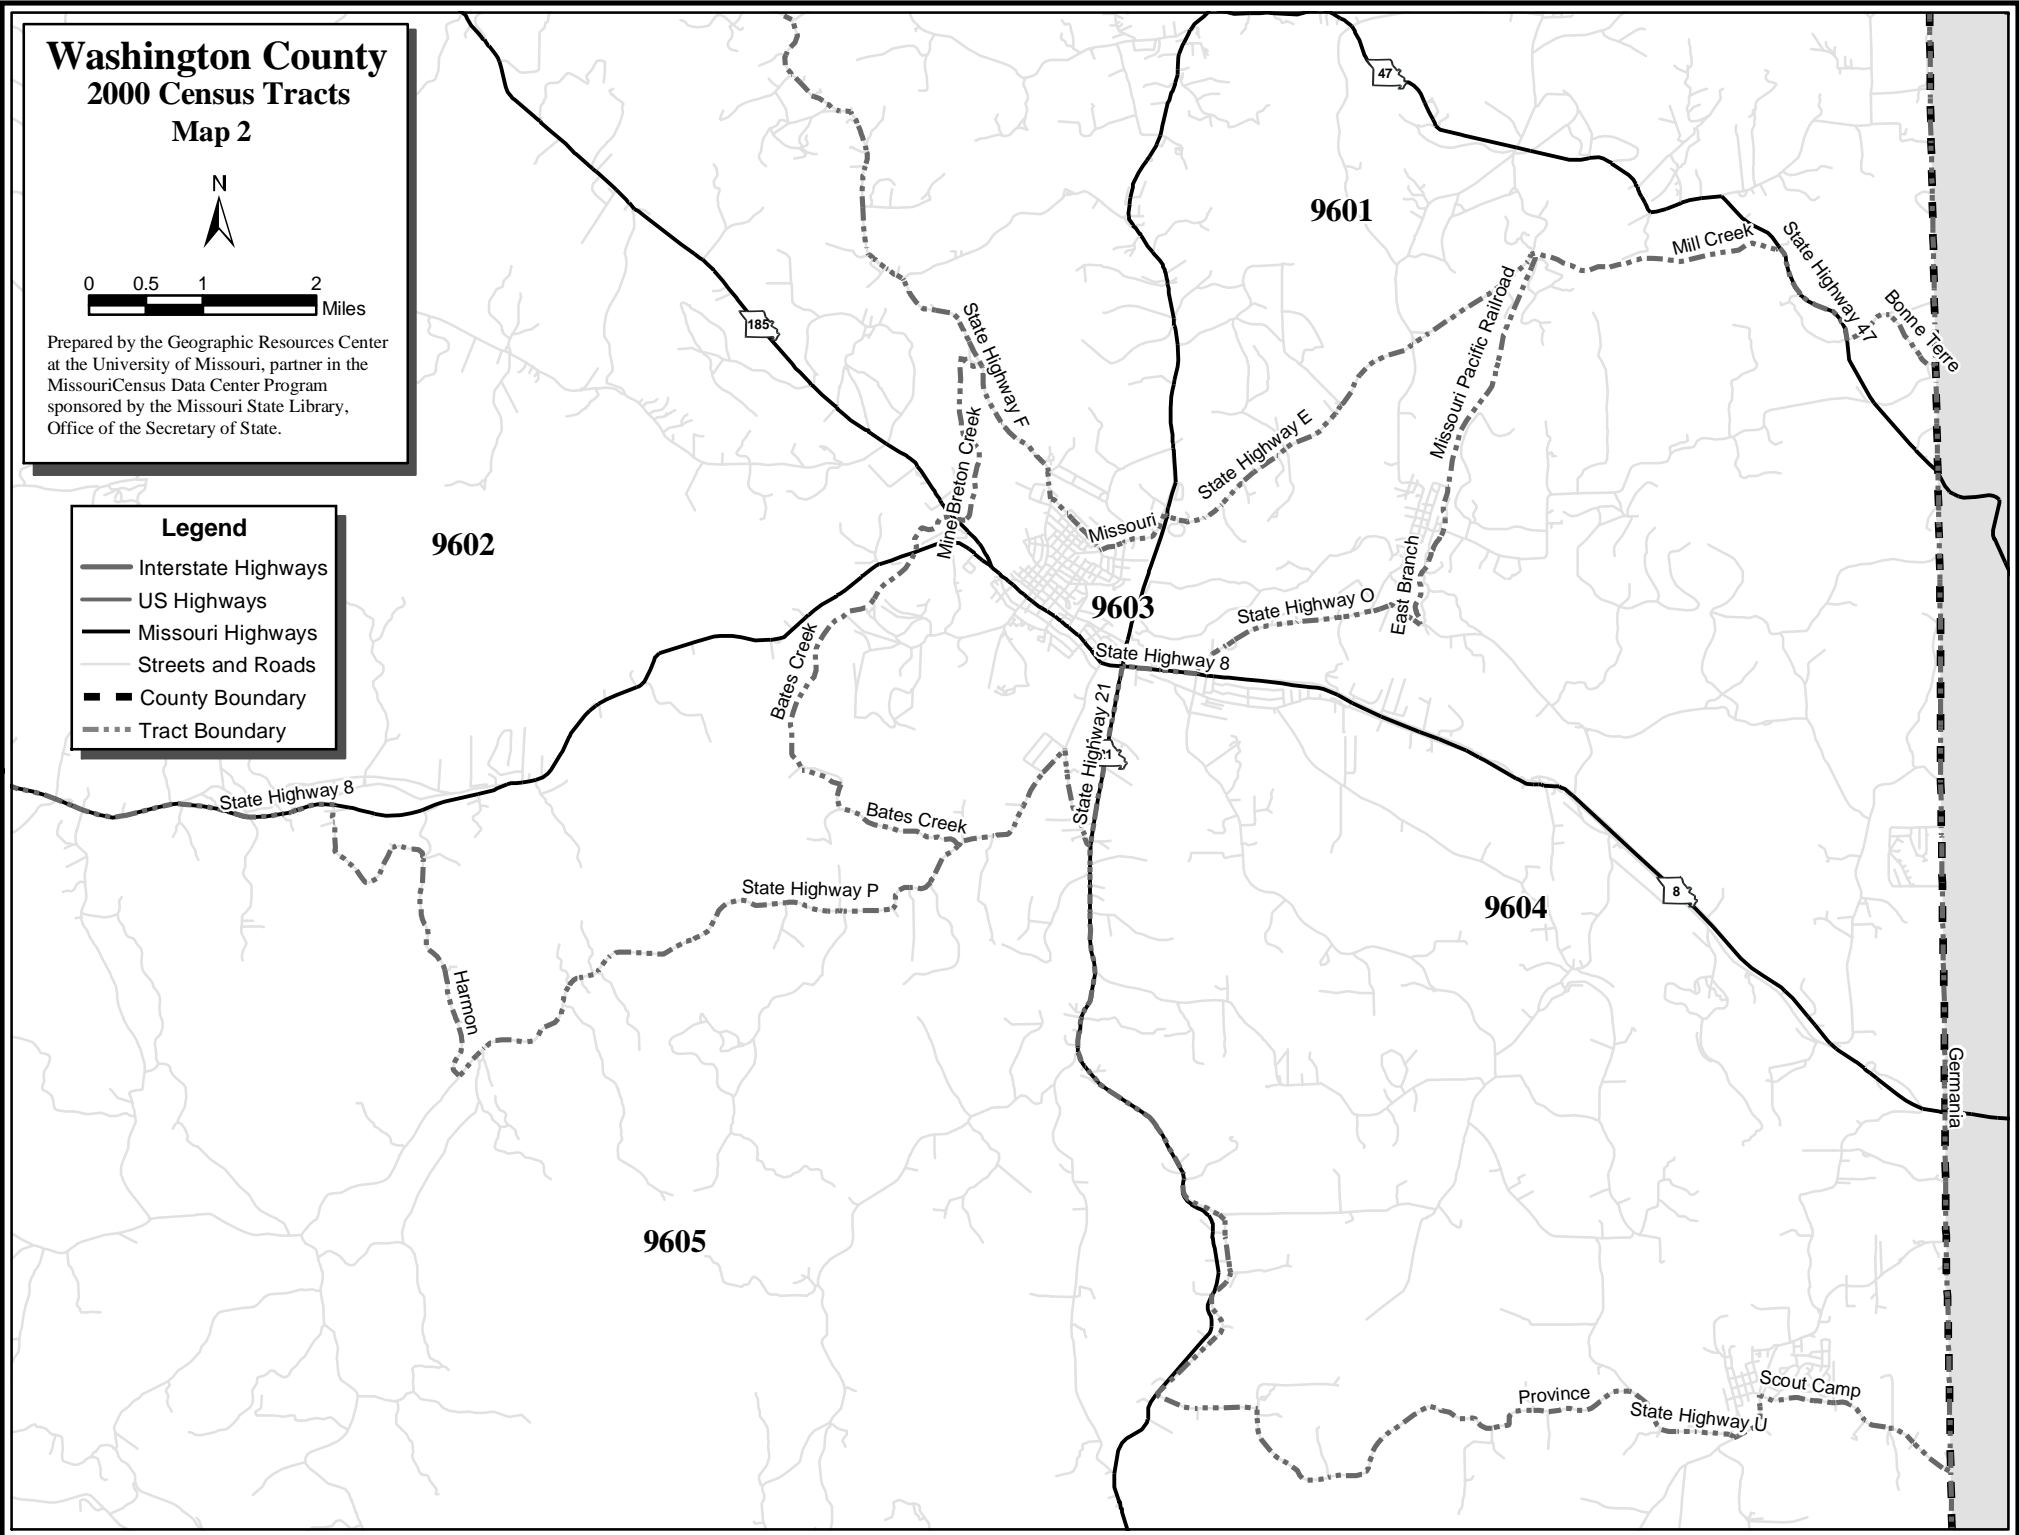 Washington County
2000 Census Tracts
Map 2
N
0 0.5 1 2
Miles
Prepared by the Geographic Resources Center
at the University of Missouri, partner in the
MissouriCensus Data Center Program
sponsored by the Missouri State Library,
Office of the Secretary of State.
Legend
Interstate Highways
US Highways
Missouri Highways
Streets and Roads
County Boundary
Tract Boundary
47
9601
Mill Creek
State Highway 47
Bonne Terre
185
State Highway F
Missouri Pacific Railroad
State Highway E
Mine Breton Creek
Missouri
9602
East Branch
9603
State Highway O
State Highway 8
Bates Creek
State Highway 21
1
State Highway 8
Bates Creek
State Highway P
8
9604
Harmon
Germania
9605
Province
Scout Camp
State Highway U